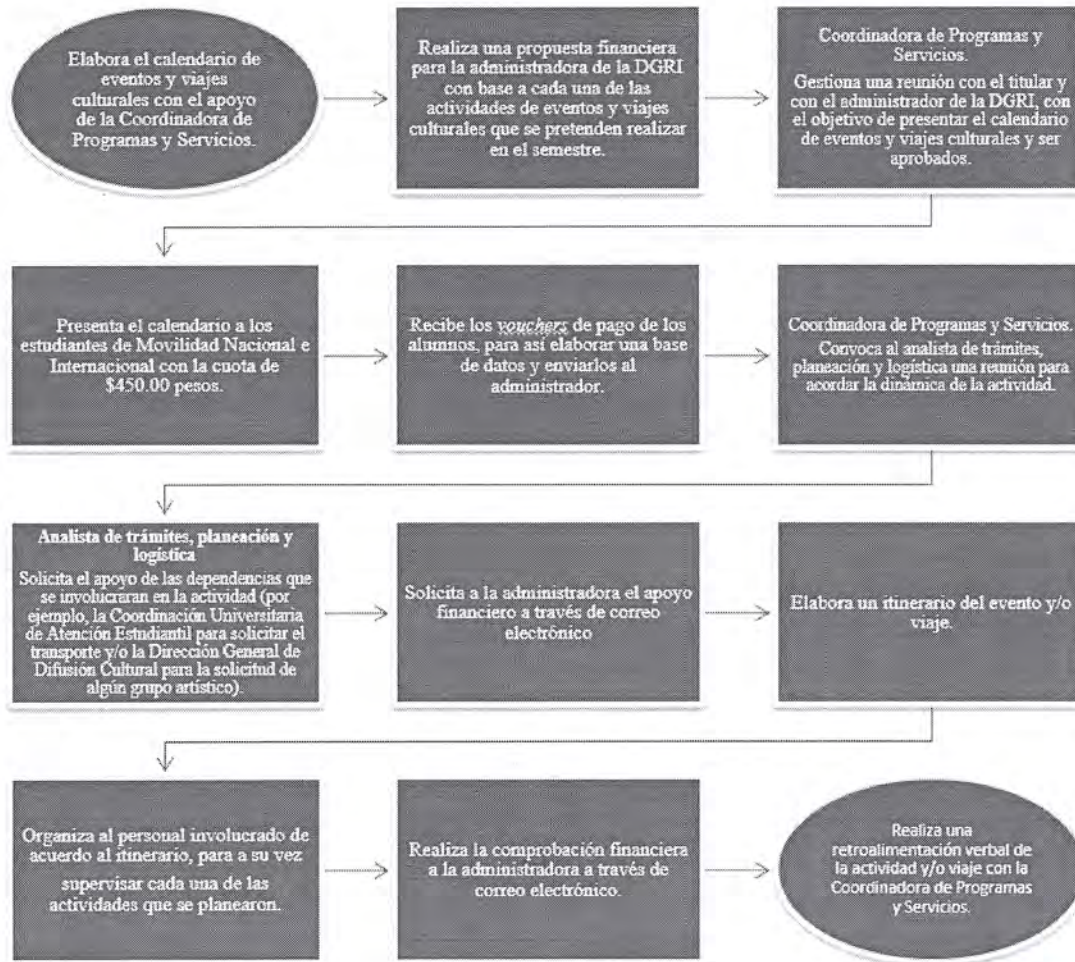 Elabora el calendario de
eventos y viajes
culturales con el apoyo
de la Coordinadora de
Programas y Servicios.
Realiza una propuesta financiera
para la administradora de la DGRI
con base a cada una de las
actividades de eventos y viajes
culturales que se pretenden realizar
en el semestre.
Coordinadora de Programas y
Servicios.
Gestiona una reunión con el titular y
con el administrador de la DGRI, con
el objetivo de presentar el calendario
de eventos y viajes culturales y ser
aprobados.
Presenta el calendario a los
estudiantes de Movilidad Nacional e
Internacional con la cuota de
$450.00 pesos.
Recibe los vouchers de pago de los
alumnos, para así elaborar una base
de datos y enviarlos al
administrador.
Coordinadora de Programas y Servicios.
Convoca al analista de trámites,
planeación y logística una reunión para
acordar la dinámica de la actividad.
Analista de trámites, planeación y
logística
Solicita el apoyo de las dependencias que
se involucraran en la actividad (por
ejemplo, la Coordinación Universitaria
de Atención Estudiantil para solicitar el
transporte y/o la Dirección General de
Difusión Cultural para la solicitud de
algún grupo artístico).
Solicita a la administradora el apoyo
financiero a través de correo
electrónico
Elabora un itinerario del evento y/o
viaje.
Organiza al personal involucrado de
acuerdo al itinerario, para a su vez
supervisar cada una de las
actividades que se planearon.
Realiza la comprobación financiera
a la administradora a través de
correo electrónico.
Realiza una
retroalimentación verbal de
la actividad y/o viaje con la
Coordinadora de Programas
y Servicios.